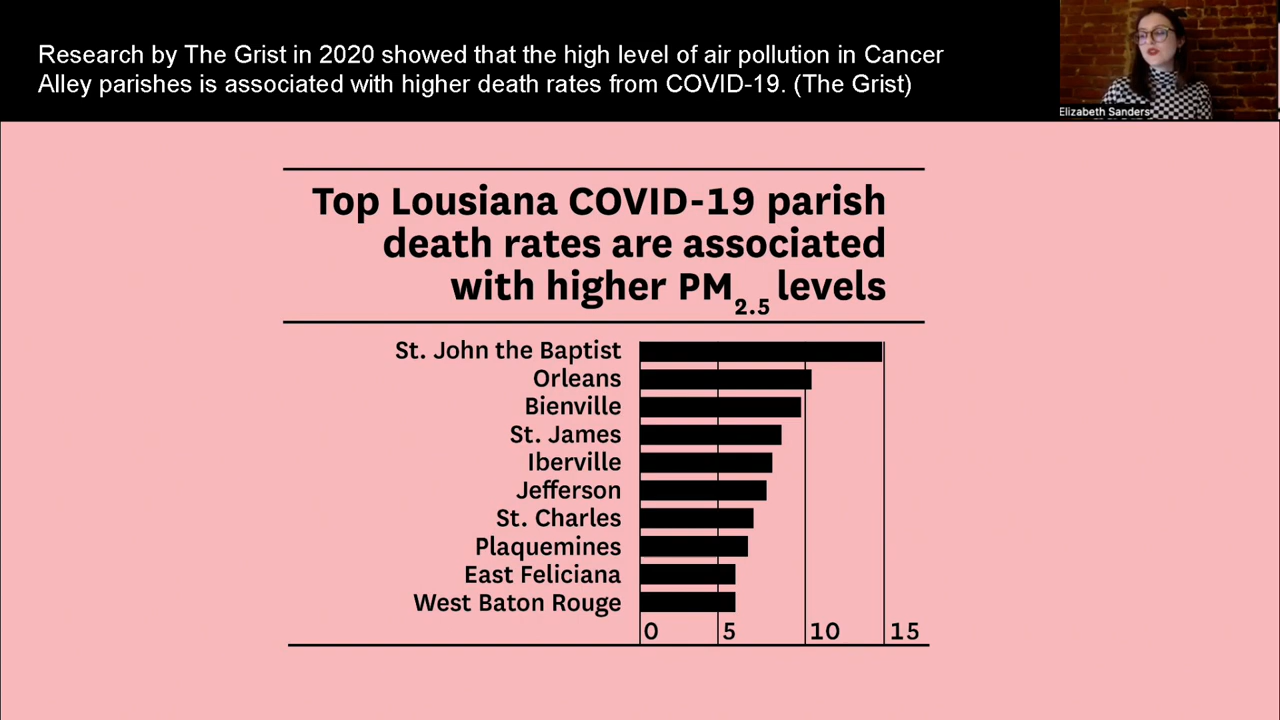 Research by The Grist in 2020 showed that the high level of air pollution in Cancer
Alley parishes is associated with higher death rates from COVID-19. (The Grist)
Elizabeth Sanders
Top Lousiana COVID-19 parish
death rates are associated
with higher PM2.5 levels
St. John the Baptist
Orleans
Bienville
St. James
Iberville
Jefferson
St. Charles
Plaquemines
East Feliciana
West Baton Rouge
0 5 10 15